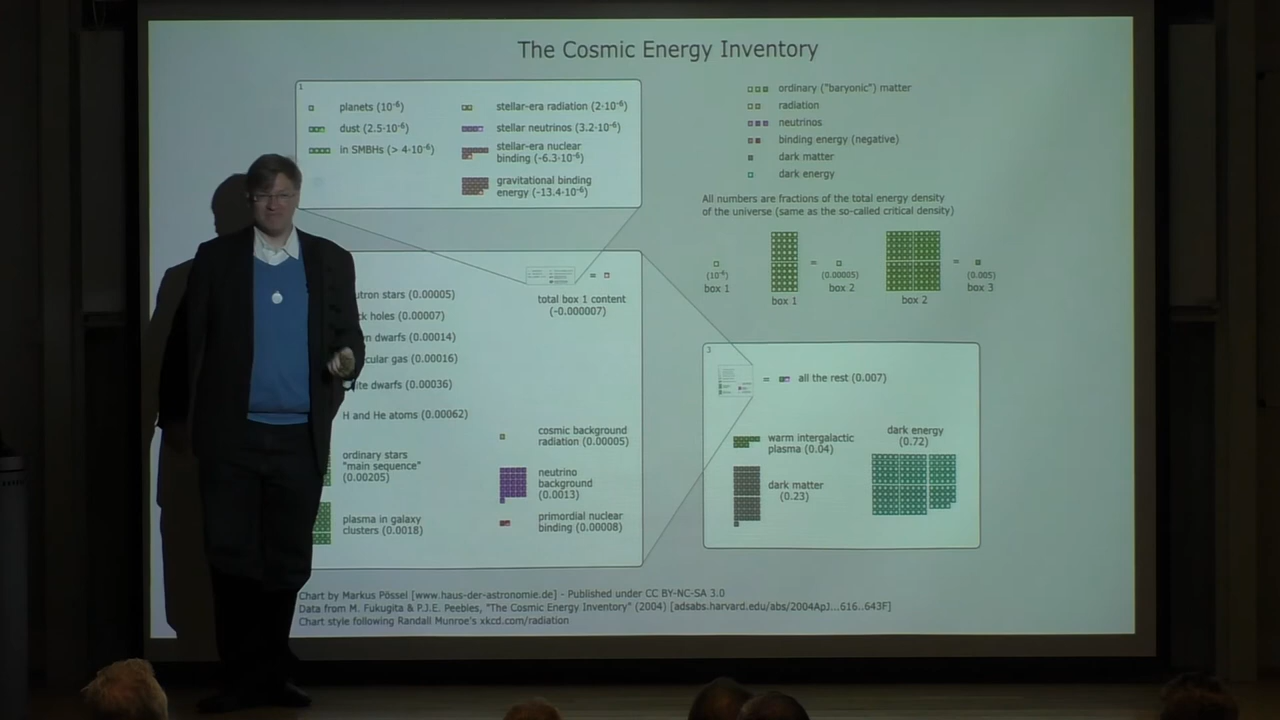 The Cosmic Energy Inventory
1
planets (10⁻⁶)
dust (2.5·10⁻⁶)
in SMBHs (> 4·10⁻⁶)
stellar-era radiation (2·10⁻⁶)
stellar neutrinos (3.2·10⁻⁶)
stellar-era nuclear
binding (-6.3·10⁻⁶)
gravitational binding
energy (-13.4·10⁻⁶)
ordinary ("baryonic") matter
radiation
neutrinos
binding energy (negative)
dark matter
dark energy
All numbers are fractions of the total energy density
of the universe (same as the so-called critical density)
(10⁻⁶)
box 1
box 1
=
(0.00005)
box 2
box 2
=
(0.005)
box 3
utron stars (0.00005)
ck holes (0.00007)
n dwarfs (0.00014)
cular gas (0.00016)
ite dwarfs (0.00036)
H and He atoms (0.00062)
ordinary stars
"main sequence"
(0.00205)
plasma in galaxy
clusters (0.0018)
=
total box 1 content
(-0.000007)
cosmic background
radiation (0.00005)
neutrino
background
(0.0013)
primordial nuclear
binding (0.00008)
3
= all the rest (0.007)
warm intergalactic
plasma (0.04)
dark matter
(0.23)
dark energy
(0.72)
Chart by Markus Pössel [www.haus-der-astronomie.de] - Published under CC BY-NC-SA 3.0
Data from M. Fukugita & P.J.E. Peebles, "The Cosmic Energy Inventory" (2004) [adsabs.harvard.edu/abs/2004ApJ...616..643F]
Chart style following Randall Munroe's xkcd.com/radiation